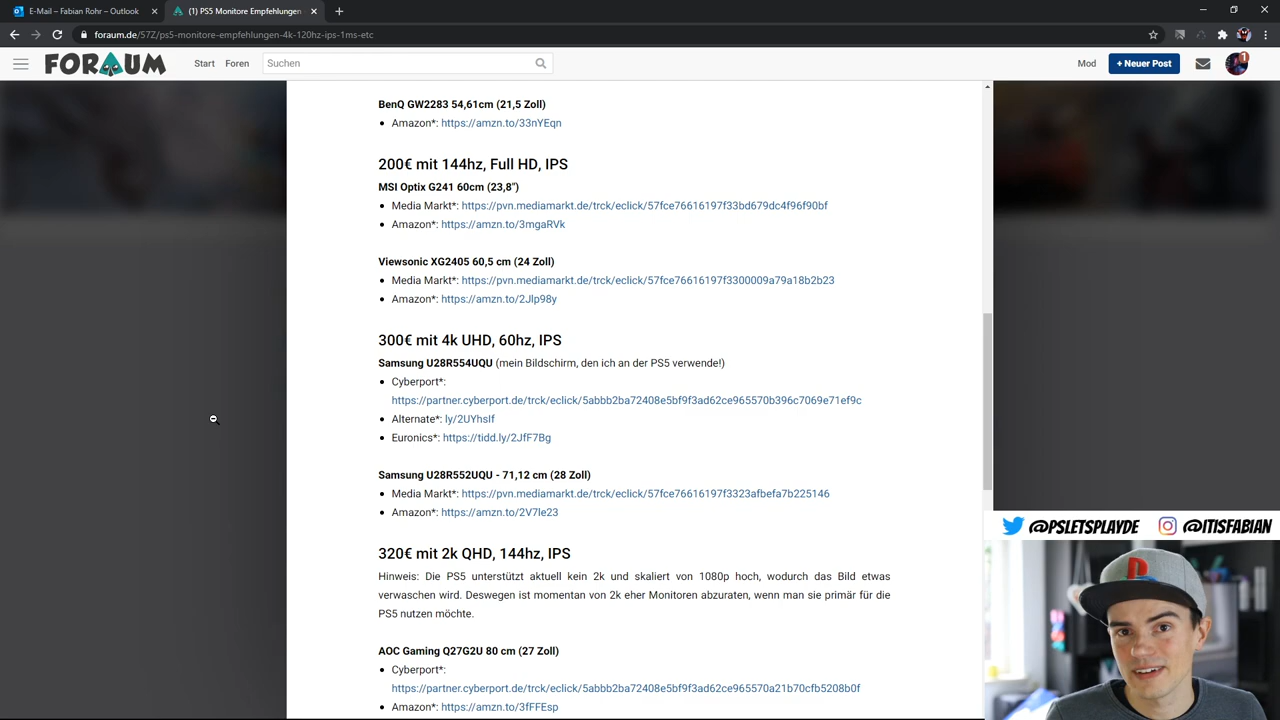 E-Mail – Fabian Rohr – Outlook
(1) PS5 Monitore Empfehlungen
foraum.de/57Z/ps5-monitore-empfehlungen-4k-120hz-ips-1ms-etc
FORAUM
Start
Foren
Suchen
Mod
+ Neuer Post
BenQ GW2283 54,61cm (21,5 Zoll)
Amazon*: https://amzn.to/33nYEqn
200€ mit 144hz, Full HD, IPS
MSI Optix G241 60cm (23,8")
Media Markt*: https://pvn.mediamarkt.de/trck/eclick/57fce76616197f33bd679dc4f96f90bf
Amazon*: https://amzn.to/3mgaRVk
Viewsonic XG2405 60,5 cm (24 Zoll)
Media Markt*: https://pvn.mediamarkt.de/trck/eclick/57fce76616197f3300009a79a18b2b23
Amazon*: https://amzn.to/2Jlp98y
300€ mit 4k UHD, 60hz, IPS
Samsung U28R554UQU (mein Bildschirm, den ich an der PS5 verwende!)
Cyberport*:
https://partner.cyberport.de/trck/eclick/5abbb2ba72408e5bf9f3ad62ce965570b396c7069e71ef9c
Alternate*: ly/2UYhsIf
Euronics*: https://tidd.ly/2JfF7Bg
Samsung U28R552UQU - 71,12 cm (28 Zoll)
Media Markt*: https://pvn.mediamarkt.de/trck/eclick/57fce76616197f3323afbefa7b225146
Amazon*: https://amzn.to/2V7Ie23
320€ mit 2k QHD, 144hz, IPS
Hinweis: Die PS5 unterstützt aktuell kein 2k und skaliert von 1080p hoch, wodurch das Bild etwas
verwaschen wird. Deswegen ist momentan von 2k eher Monitoren abzuraten, wenn man sie primär für die
PS5 nutzen möchte.
AOC Gaming Q27G2U 80 cm (27 Zoll)
Cyberport*:
https://partner.cyberport.de/trck/eclick/5abbb2ba72408e5bf9f3ad62ce965570a21b70cfb5208b0f
Amazon*: https://amzn.to/3fFFEsp
@PSLETSPLAYDE
@ITISFABIAN